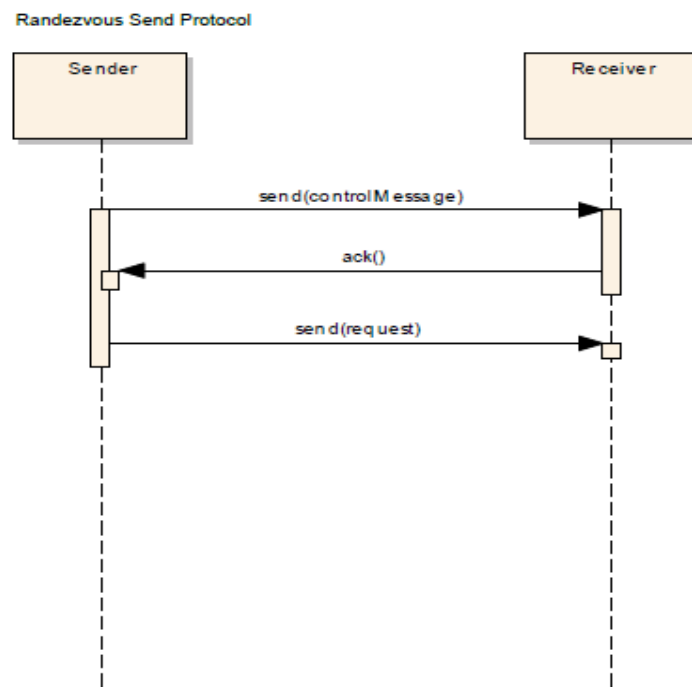 Randezvous Send Protocol
Sender
Receiver
send(controlMessage)
ack()
send(request)